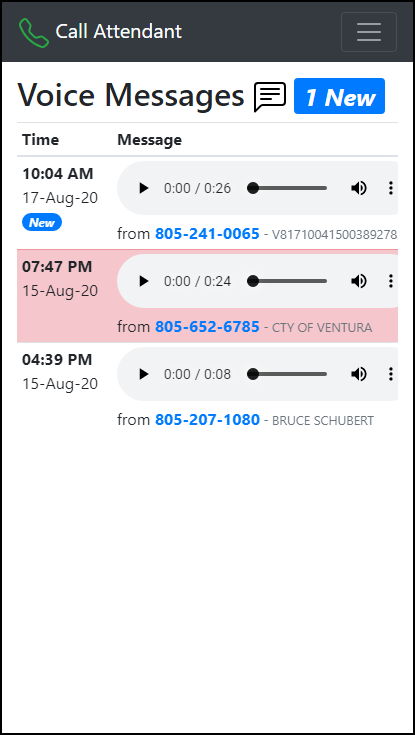 Call Attendant
Voice Messages 1 New
Time Message
10:04 AM
17-Aug-20
New
0:00 / 0:26
from 805-241-0065 - V81710041500389278
07:47 PM
15-Aug-20
0:00 / 0:24
from 805-652-6785 - CTY OF VENTURA
04:39 PM
15-Aug-20
0:00 / 0:08
from 805-207-1080 - BRUCE SCHUBERT